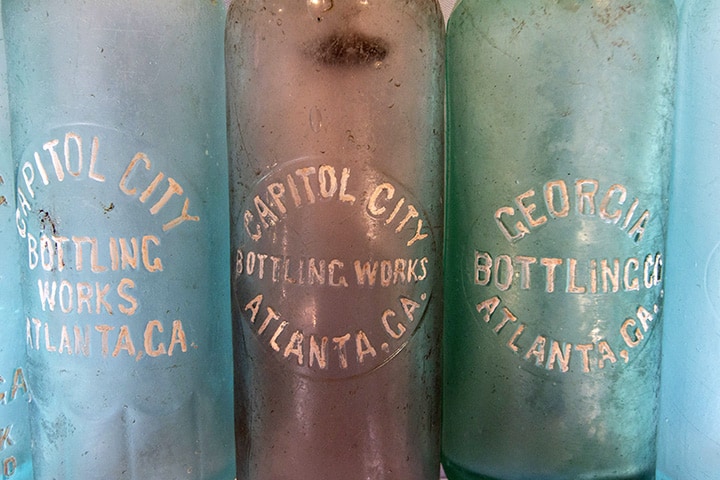 CAPITOL CITY
BOTTLING
WORKS
ATLANTA, GA.
CAPITOL CITY
BOTTLING WORKS
ATLANTA, GA.
GEORGIA
BOTTLING CO
ATLANTA, GA.